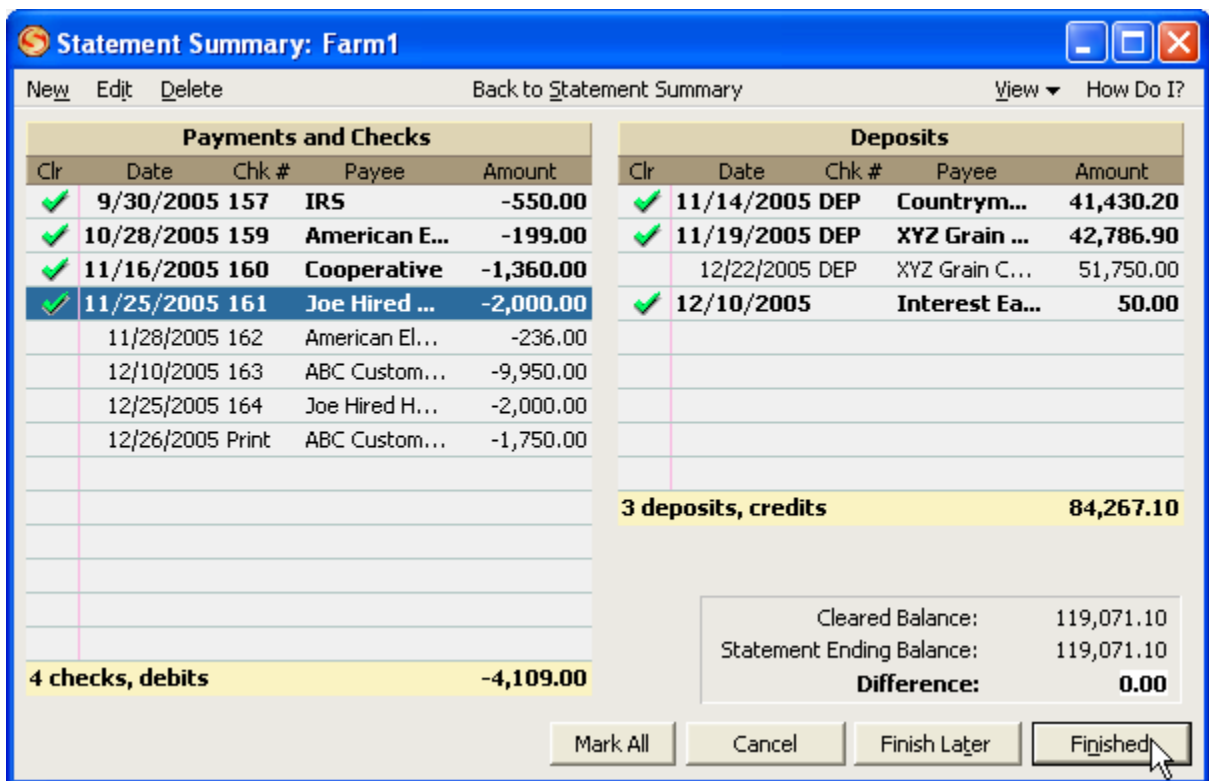 Statement Summary: Farm1
New Edit Delete Back to Statement Summary View How Do I?
Payments and Checks
Clr Date Chk # Payee Amount
9/30/2005 157 IRS -550.00
10/28/2005 159 American E... -199.00
11/16/2005 160 Cooperative -1,360.00
11/25/2005 161 Joe Hired ... -2,000.00
11/28/2005 162 American El... -236.00
12/10/2005 163 ABC Custom... -9,950.00
12/25/2005 164 Joe Hired H... -2,000.00
12/26/2005 Print ABC Custom... -1,750.00
4 checks, debits -4,109.00
Deposits
Clr Date Chk # Payee Amount
11/14/2005 DEP Countrym... 41,430.20
11/19/2005 DEP XYZ Grain ... 42,786.90
12/22/2005 DEP XYZ Grain C... 51,750.00
12/10/2005 Interest Ea... 50.00
3 deposits, credits 84,267.10
Cleared Balance: 119,071.10
Statement Ending Balance: 119,071.10
Difference: 0.00
Mark All Cancel Finish Later Finished